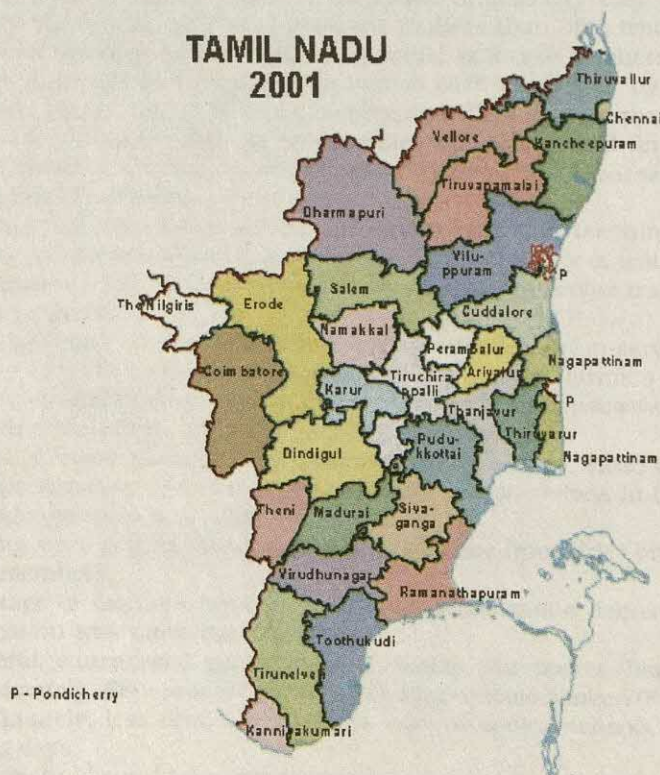 TAMIL NADU
2001
Thiruvallur
Chennai
Vellore
Kancheepuram
Tiruvanamalai
Dharmapuri
Vilu-
ppuram
P
The Nilgiris
Erode
Salem
Cuddalore
Namakkal
Perambalur
Ariyalur
Nagapattinam
Coimbatore
Karur
Tiruchira
ppalli
P
Thanjavur
Thiruvarur
Pudu-
kkottai
Dindigul
Nagapattinam
Theni
Madurai
Siva-
ganga
Virudhunagar
Ramanathapuram
Toothukudi
Tirunelveli
P - Pondicherry
Kanniyakumari